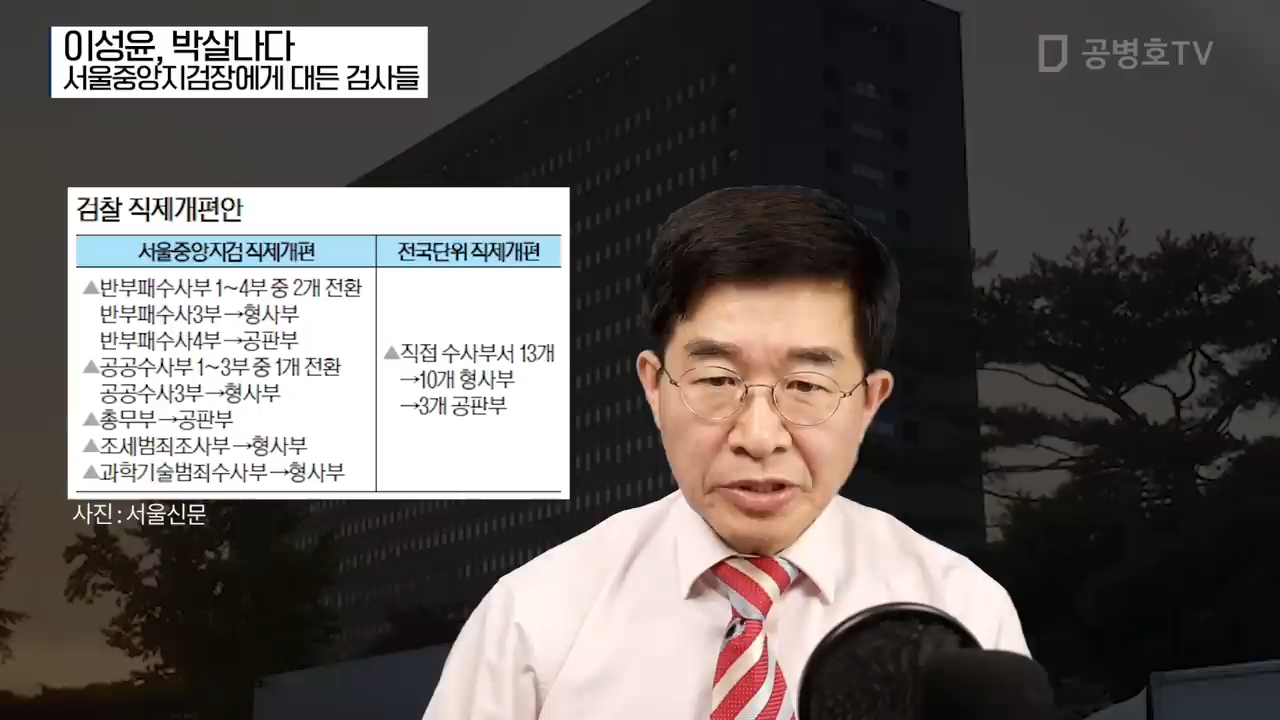 이성윤, 박살나다
서울중앙지검장에게 대든 검사들
공병호TV
검찰 직제개편안
서울중앙지검 직제개편
▲반부패수사부 1~4부 중 2개 전환
반부패수사3부→형사부
반부패수사4부→공판부
▲공공수사부 1~3부 중 1개 전환
공공수사3부→형사부
▲총무부→공판부
▲조세범죄조사부→형사부
▲과학기술범죄수사부→형사부
전국단위 직제개편
▲직접 수사부서 13개
→10개 형사부
→3개 공판부
사진 : 서울신문